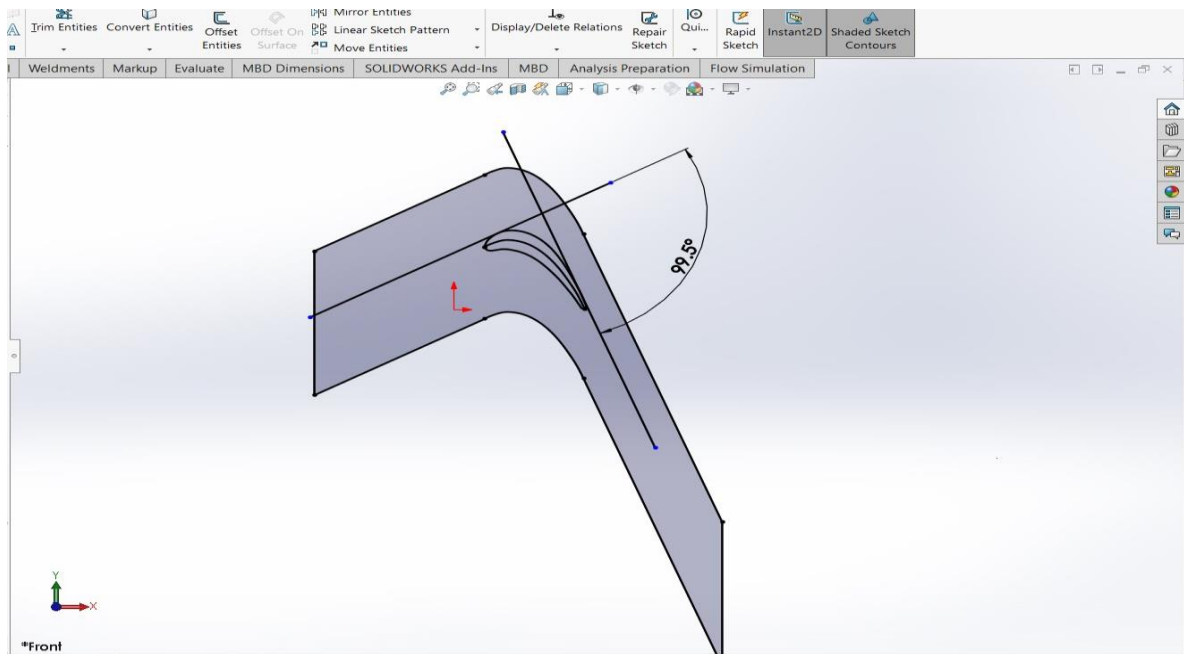 Mirror Entities
Trim Entities Convert Entities Offset Entities Offset On Surface Linear Sketch Pattern Move Entities Display/Delete Relations Repair Sketch Qui... Rapid Sketch Instant2D Shaded Sketch Contours
Weldments Markup Evaluate MBD Dimensions SOLIDWORKS Add-Ins MBD Analysis Preparation Flow Simulation
99.5°
Y
X
*Front